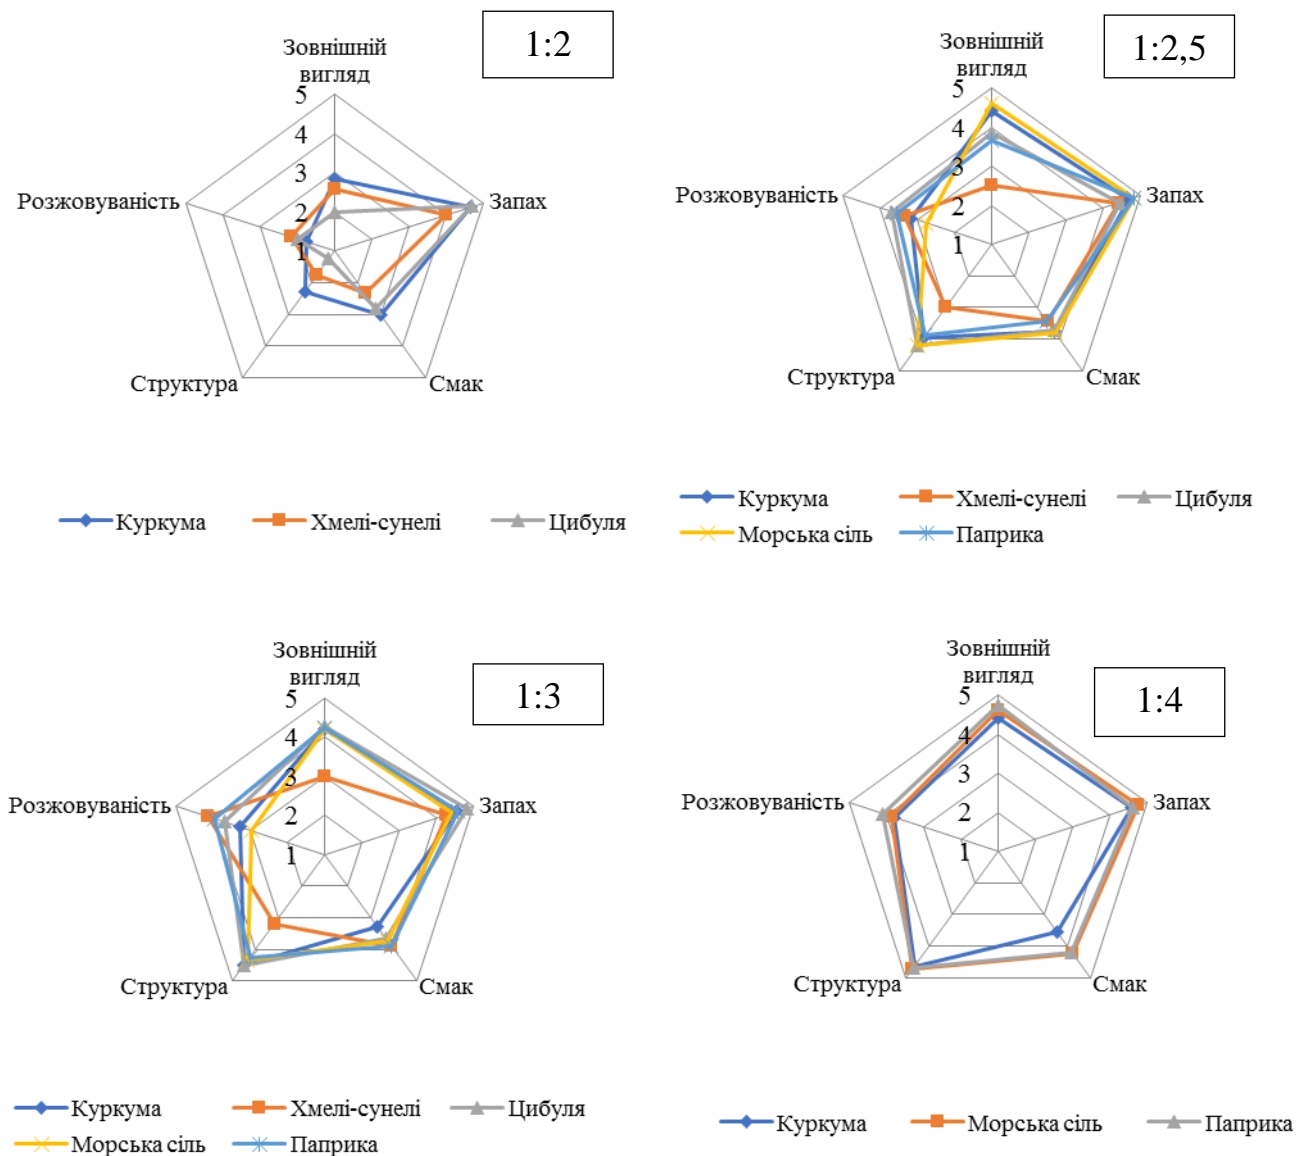 1:2
Зовнішній
вигляд
5
4
3
2
1
Розжовуваність
Запах
Структура
Смак
Куркума
Хмелі-сунелі
Цибуля
1:2,5
Зовнішній
вигляд
5
4
3
2
1
Розжовуваність
Запах
Структура
Смак
Куркума
Хмелі-сунелі
Цибуля
Морська сіль
Паприка
1:3
Зовнішній
вигляд
5
4
3
2
1
Розжовуваність
Запах
Структура
Смак
Куркума
Хмелі-сунелі
Цибуля
Морська сіль
Паприка
1:4
Зовнішній
вигляд
5
4
3
2
1
Розжовуваність
Запах
Структура
Смак
Куркума
Морська сіль
Паприка